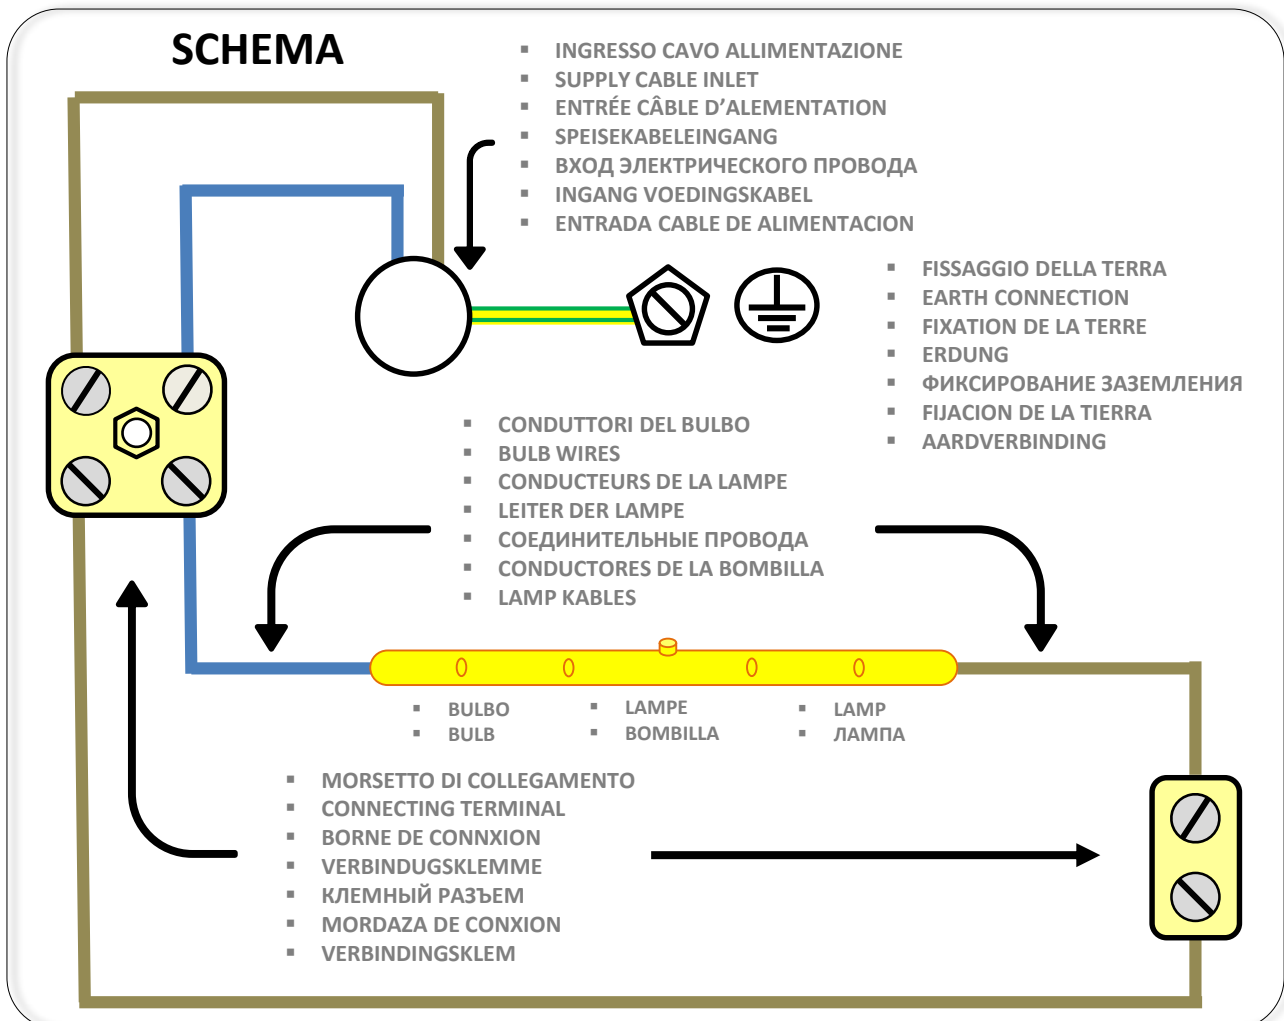 SCHEMA
▪ INGRESSO CAVO ALLIMENTAZIONE
▪ SUPPLY CABLE INLET
▪ ENTRÉE CÂBLE D’ALEMENTATION
▪ SPEISEKABELEINGANG
▪ ВХОД ЭЛЕКТРИЧЕСКОГО ПРОВОДА
▪ INGANG VOEDINGSKABEL
▪ ENTRADA CABLE DE ALIMENTACION
▪ FISSAGGIO DELLA TERRA
▪ EARTH CONNECTION
▪ FIXATION DE LA TERRE
▪ ERDUNG
▪ ФИКСИРОВАНИЕ ЗАЗЕМЛЕНИЯ
▪ FIJACION DE LA TIERRA
▪ AARDVERBINDING
▪ CONDUTTORI DEL BULBO
▪ BULB WIRES
▪ CONDUCTEURS DE LA LAMPE
▪ LEITER DER LAMPE
▪ СОЕДИНИТЕЛЬНЫЕ ПРОВОДА
▪ CONDUCTORES DE LA BOMBILLA
▪ LAMP KABLES
▪ BULBO
▪ BULB
▪ LAMPE
▪ BOMBILLA
▪ LAMP
▪ ЛАМПА
▪ MORSETTO DI COLLEGAMENTO
▪ CONNECTING TERMINAL
▪ BORNE DE CONNXION
▪ VERBINDUGSKLEMME
▪ КЛЕМНЫЙ РАЗЪЕМ
▪ MORDAZA DE CONXION
▪ VERBINDINGSKLEM